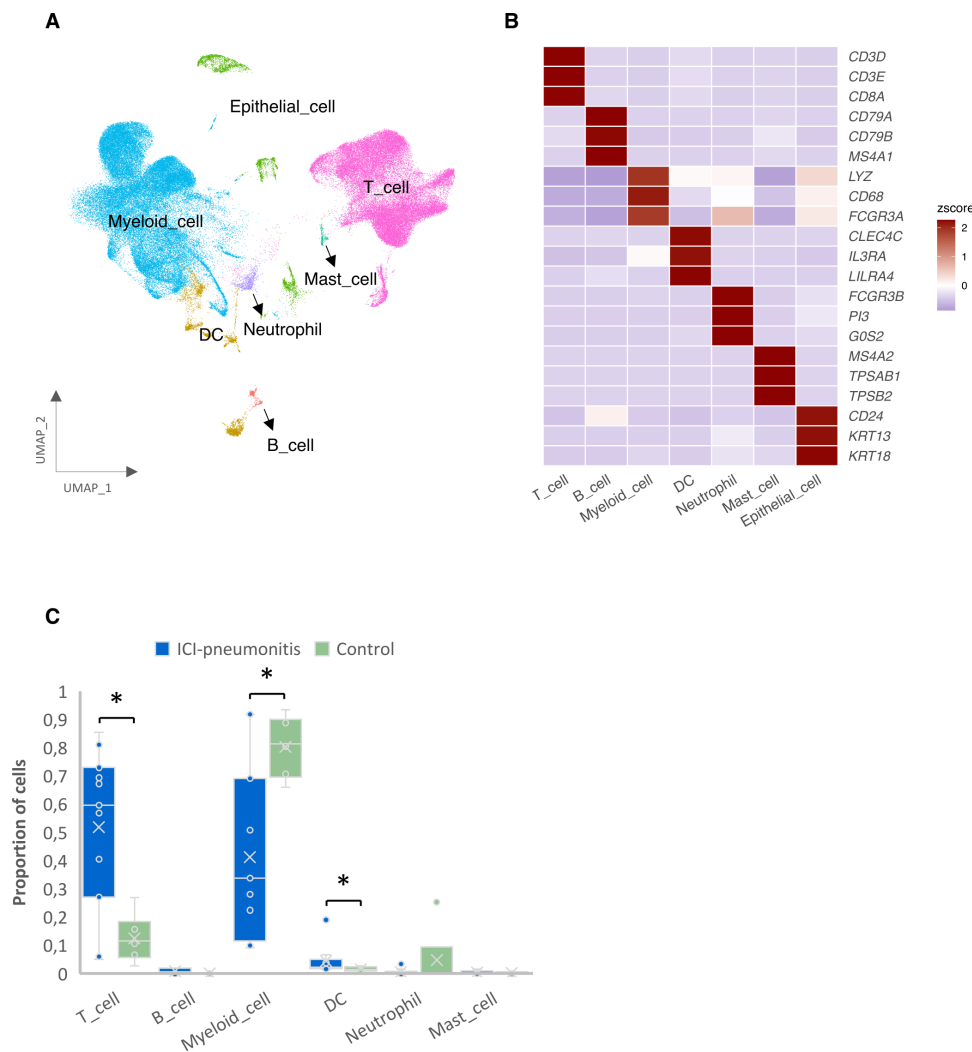 A
Epithelial_cell
T_cell
Myeloid_cell
Mast_cell
DC
Neutrophil
B_cell
UMAP_2
UMAP_1
B
CD3D
CD3E
CD8A
CD79A
CD79B
MS4A1
LYZ
CD68
FCGR3A
CLEC4C
IL3RA
LILRA4
FCGR3B
PI3
G0S2
MS4A2
TPSAB1
TPSB2
CD24
KRT13
KRT18
T_cell
B_cell
Myeloid_cell
DC
Neutrophil
Mast_cell
Epithelial_cell
zscore
2
1
0
C
ICI-pneumonitis Control
Proportion of cells
1
0,9
0,8
0,7
0,6
0,5
0,4
0,3
0,2
0,1
0
*
*
*
T_cell
B_cell
Myeloid_cell
DC
Neutrophil
Mast_cell